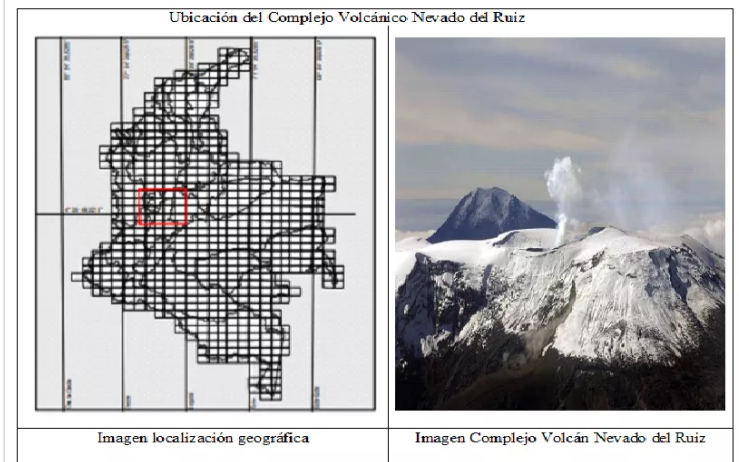 Ubicación del Complejo Volcánico Nevado del Ruiz
Imagen localización geográfica
Imagen Complejo Volcán Nevado del Ruiz